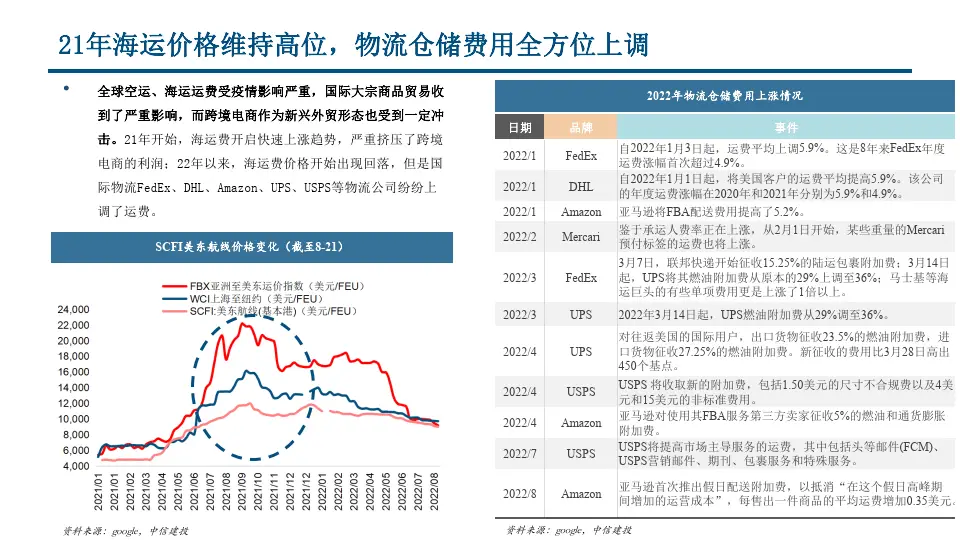 21年海运价格维持高位，物流仓储费用全方位上调
• 全球空运、海运运费受疫情影响严重，国际大宗商品贸易收
到了严重影响，而跨境电商作为新兴外贸形态也受到一定冲
击。21年开始，海运费开启快速上涨趋势，严重挤压了跨境
电商的利润；22年以来，海运费价格开始出现回落，但是国
际物流FedEx、DHL、Amazon、UPS、USPS等物流公司纷纷上
调了运费。
SCFI美东航线价格变化（截至8-21）
FBX亚洲至美东运价指数（美元/FEU）
WCI上海至纽约（美元/FEU）
SCFI:美东航线(基本港)（美元/FEU）
24,000
22,000
20,000
18,000
16,000
14,000
12,000
10,000
8,000
6,000
4,000
2021/01
2021/01
2021/02
2021/03
2021/04
2021/05
2021/06
2021/07
2021/08
2021/09
2021/10
2021/11
2021/12
2022/01
2022/02
2022/03
2022/04
2022/05
2022/06
2022/07
2022/08
资料来源：google，中信建投
2022年物流仓储费用上涨情况
日期 品牌 事件
2022/1 FedEx 自2022年1月3日起，运费平均上调5.9%。这是8年来FedEx年度
运费涨幅首次超过4.9%。
2022/1 DHL 自2022年1月1日起，将美国客户的运费平均提高5.9%。该公司
的年度运费涨幅在2020年和2021年分别为5.9%和4.9%。
2022/1 Amazon 亚马逊将FBA配送费用提高了5.2%。
2022/2 Mercari 鉴于承运人费率正在上涨，从2月1日开始，某些重量的Mercari
预付标签的运费也将上涨。
2022/3 FedEx 3月7日，联邦快递开始征收15.25%的陆运包裹附加费；3月14日
起，UPS将其燃油附加费从原本的29%上调至36%；马士基等海
运巨头的有些单项费用更是上涨了1倍以上。
2022/3 UPS 2022年3月14日起，UPS燃油附加费从29%调至36%。
2022/4 UPS 对往返美国的国际用户，出口货物征收23.5%的燃油附加费，进
口货物征收27.25%的燃油附加费。新征收的费用比3月28日高出
450个基点。
2022/4 USPS USPS 将收取新的附加费，包括1.50美元的尺寸不合规费以及4美
元和15美元的非标准费用。
2022/4 Amazon 亚马逊对使用其FBA服务第三方卖家征收5%的燃油和通货膨胀
附加费。
2022/7 USPS USPS将提高市场主导服务的运费，其中包括头等邮件(FCM)、
USPS营销邮件、期刊、包裹服务和特殊服务。
2022/8 Amazon 亚马逊首次推出假日配送附加费，以抵消“在这个假日高峰期
间增加的运营成本”，每售出一件商品的平均运费增加0.35美元。
资料来源：google，中信建投